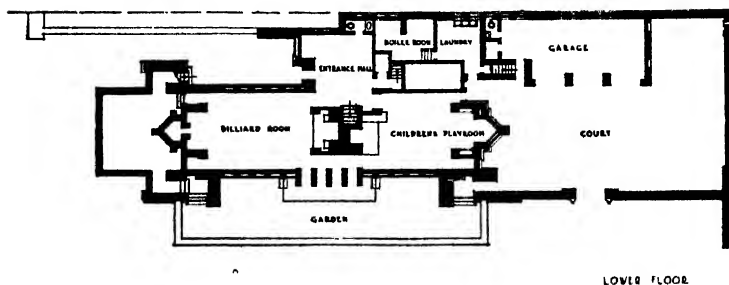 BOILER ROOM
LAUNDRY
GARAGE
ENTRANCE HALL
BILLIARD ROOM
CHILDRENS PLAYROOM
COURT
GARDEN
LOWER FLOOR